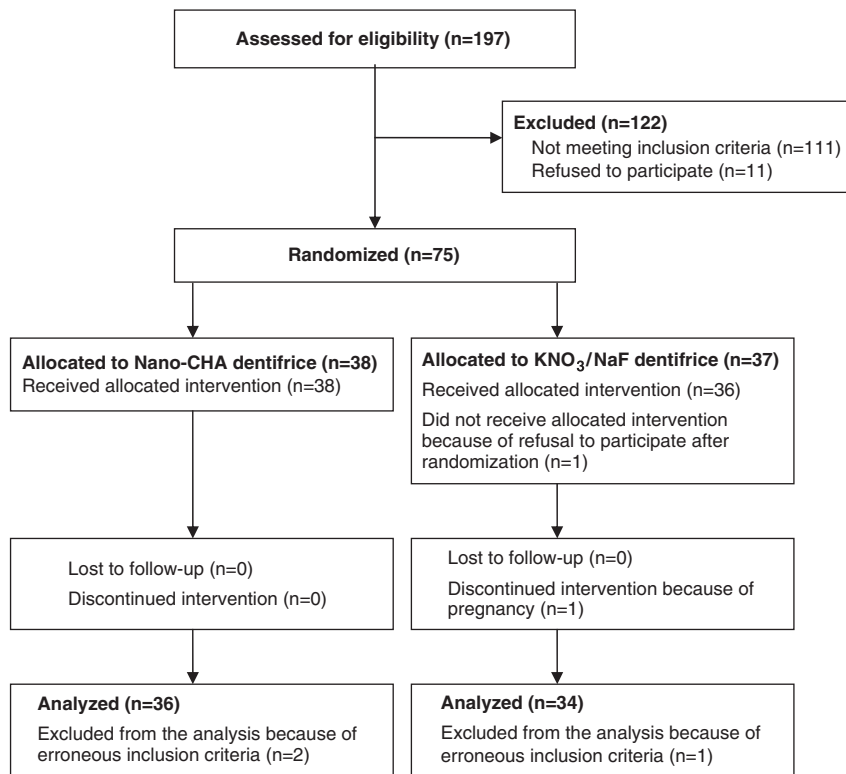 Assessed for eligibility (n=197)
Excluded (n=122)
Not meeting inclusion criteria (n=111)
Refused to participate (n=11)
Randomized (n=75)
Allocated to Nano-CHA dentifrice (n=38)
Received allocated intervention (n=38)
Allocated to KNO₃/NaF dentifrice (n=37)
Received allocated intervention (n=36)
Did not receive allocated intervention
because of refusal to participate after
randomization (n=1)
Lost to follow-up (n=0)
Discontinued intervention (n=0)
Lost to follow-up (n=0)
Discontinued intervention because of
pregnancy (n=1)
Analyzed (n=36)
Excluded from the analysis because of
erroneous inclusion criteria (n=2)
Analyzed (n=34)
Excluded from the analysis because of
erroneous inclusion criteria (n=1)